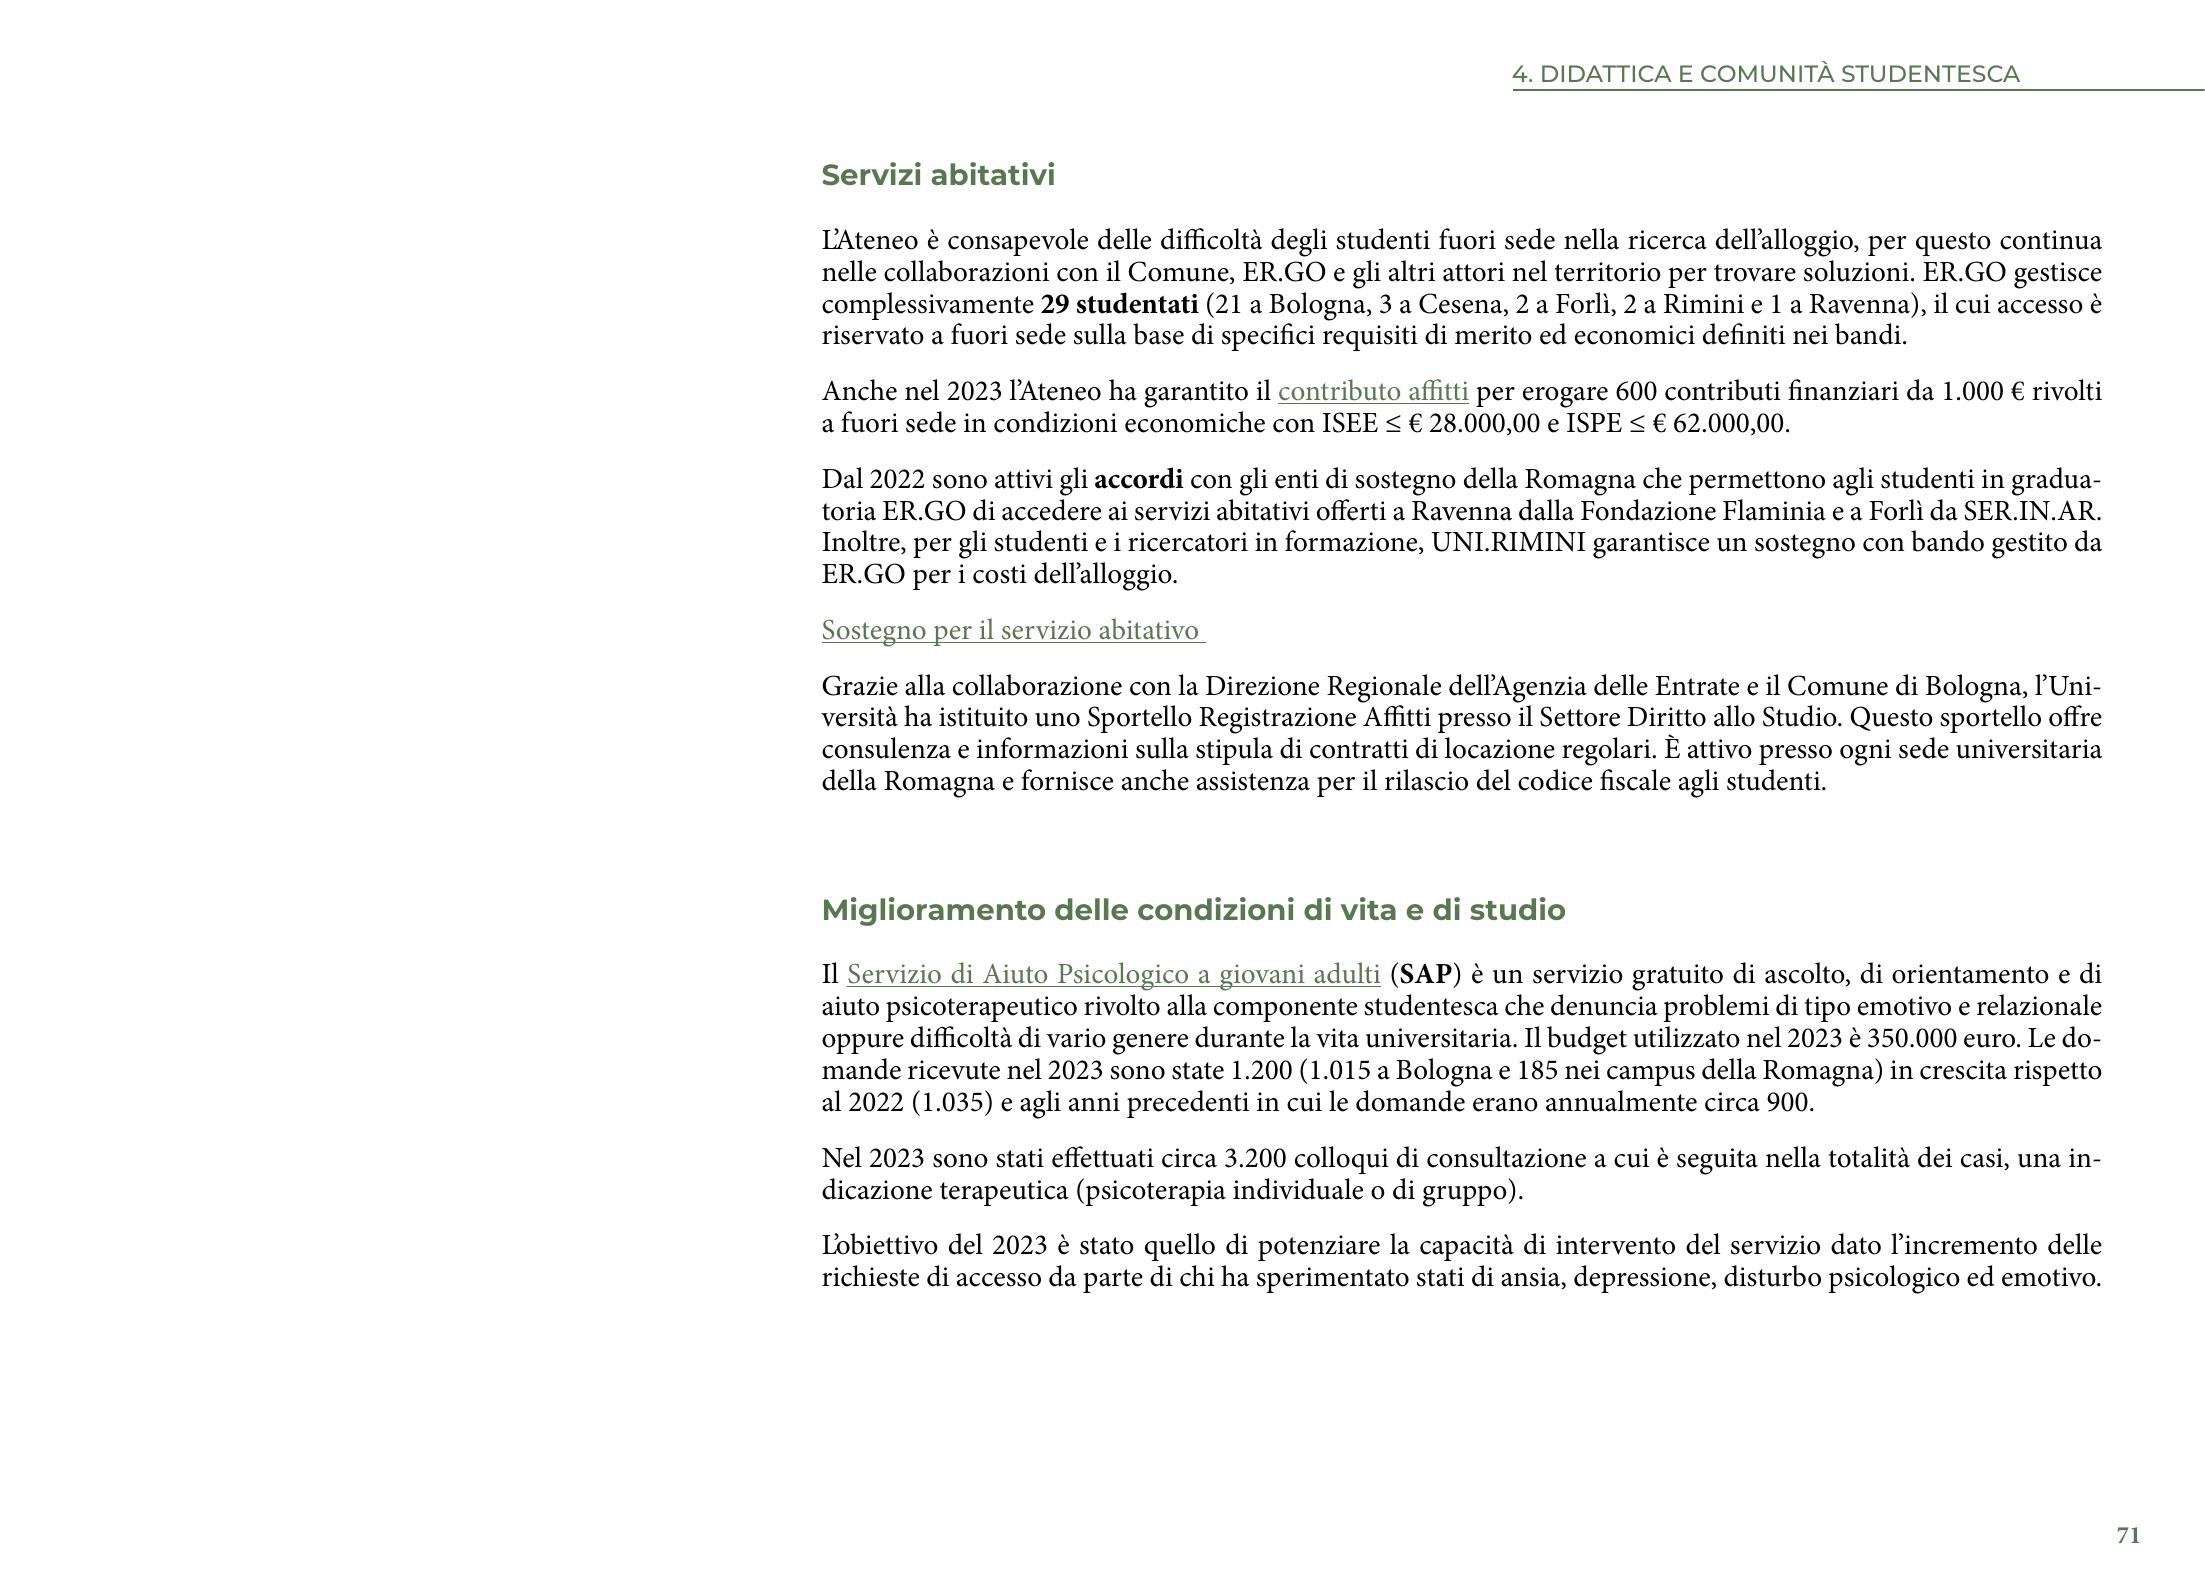 4. DIDATTICA E COMUNITÀ STUDENTESCA
Servizi abitativi
L’Ateneo è consapevole delle difficoltà degli studenti fuori sede nella ricerca dell’alloggio, per questo continua
nelle collaborazioni con il Comune, ER.GO e gli altri attori nel territorio per trovare soluzioni. ER.GO gestisce
complessivamente 29 studentati (21 a Bologna, 3 a Cesena, 2 a Forlì, 2 a Rimini e 1 a Ravenna), il cui accesso è
riservato a fuori sede sulla base di specifici requisiti di merito ed economici definiti nei bandi.
Anche nel 2023 l’Ateneo ha garantito il contributo affitti per erogare 600 contributi finanziari da 1.000 € rivolti
a fuori sede in condizioni economiche con ISEE ≤ € 28.000,00 e ISPE ≤ € 62.000,00.
Dal 2022 sono attivi gli accordi con gli enti di sostegno della Romagna che permettono agli studenti in gradua-
toria ER.GO di accedere ai servizi abitativi offerti a Ravenna dalla Fondazione Flaminia e a Forlì da SER.IN.AR.
Inoltre, per gli studenti e i ricercatori in formazione, UNI.RIMINI garantisce un sostegno con bando gestito da
ER.GO per i costi dell’alloggio.
Sostegno per il servizio abitativo
Grazie alla collaborazione con la Direzione Regionale dell’Agenzia delle Entrate e il Comune di Bologna, l’Uni-
versità ha istituito uno Sportello Registrazione Affitti presso il Settore Diritto allo Studio. Questo sportello offre
consulenza e informazioni sulla stipula di contratti di locazione regolari. È attivo presso ogni sede universitaria
della Romagna e fornisce anche assistenza per il rilascio del codice fiscale agli studenti.
Miglioramento delle condizioni di vita e di studio
Il Servizio di Aiuto Psicologico a giovani adulti (SAP) è un servizio gratuito di ascolto, di orientamento e di
aiuto psicoterapeutico rivolto alla componente studentesca che denuncia problemi di tipo emotivo e relazionale
oppure difficoltà di vario genere durante la vita universitaria. Il budget utilizzato nel 2023 è 350.000 euro. Le do-
mande ricevute nel 2023 sono state 1.200 (1.015 a Bologna e 185 nei campus della Romagna) in crescita rispetto
al 2022 (1.035) e agli anni precedenti in cui le domande erano annualmente circa 900.
Nel 2023 sono stati effettuati circa 3.200 colloqui di consultazione a cui è seguita nella totalità dei casi, una in-
dicazione terapeutica (psicoterapia individuale o di gruppo).
L’obiettivo del 2023 è stato quello di potenziare la capacità di intervento del servizio dato l’incremento delle
richieste di accesso da parte di chi ha sperimentato stati di ansia, depressione, disturbo psicologico ed emotivo.
71